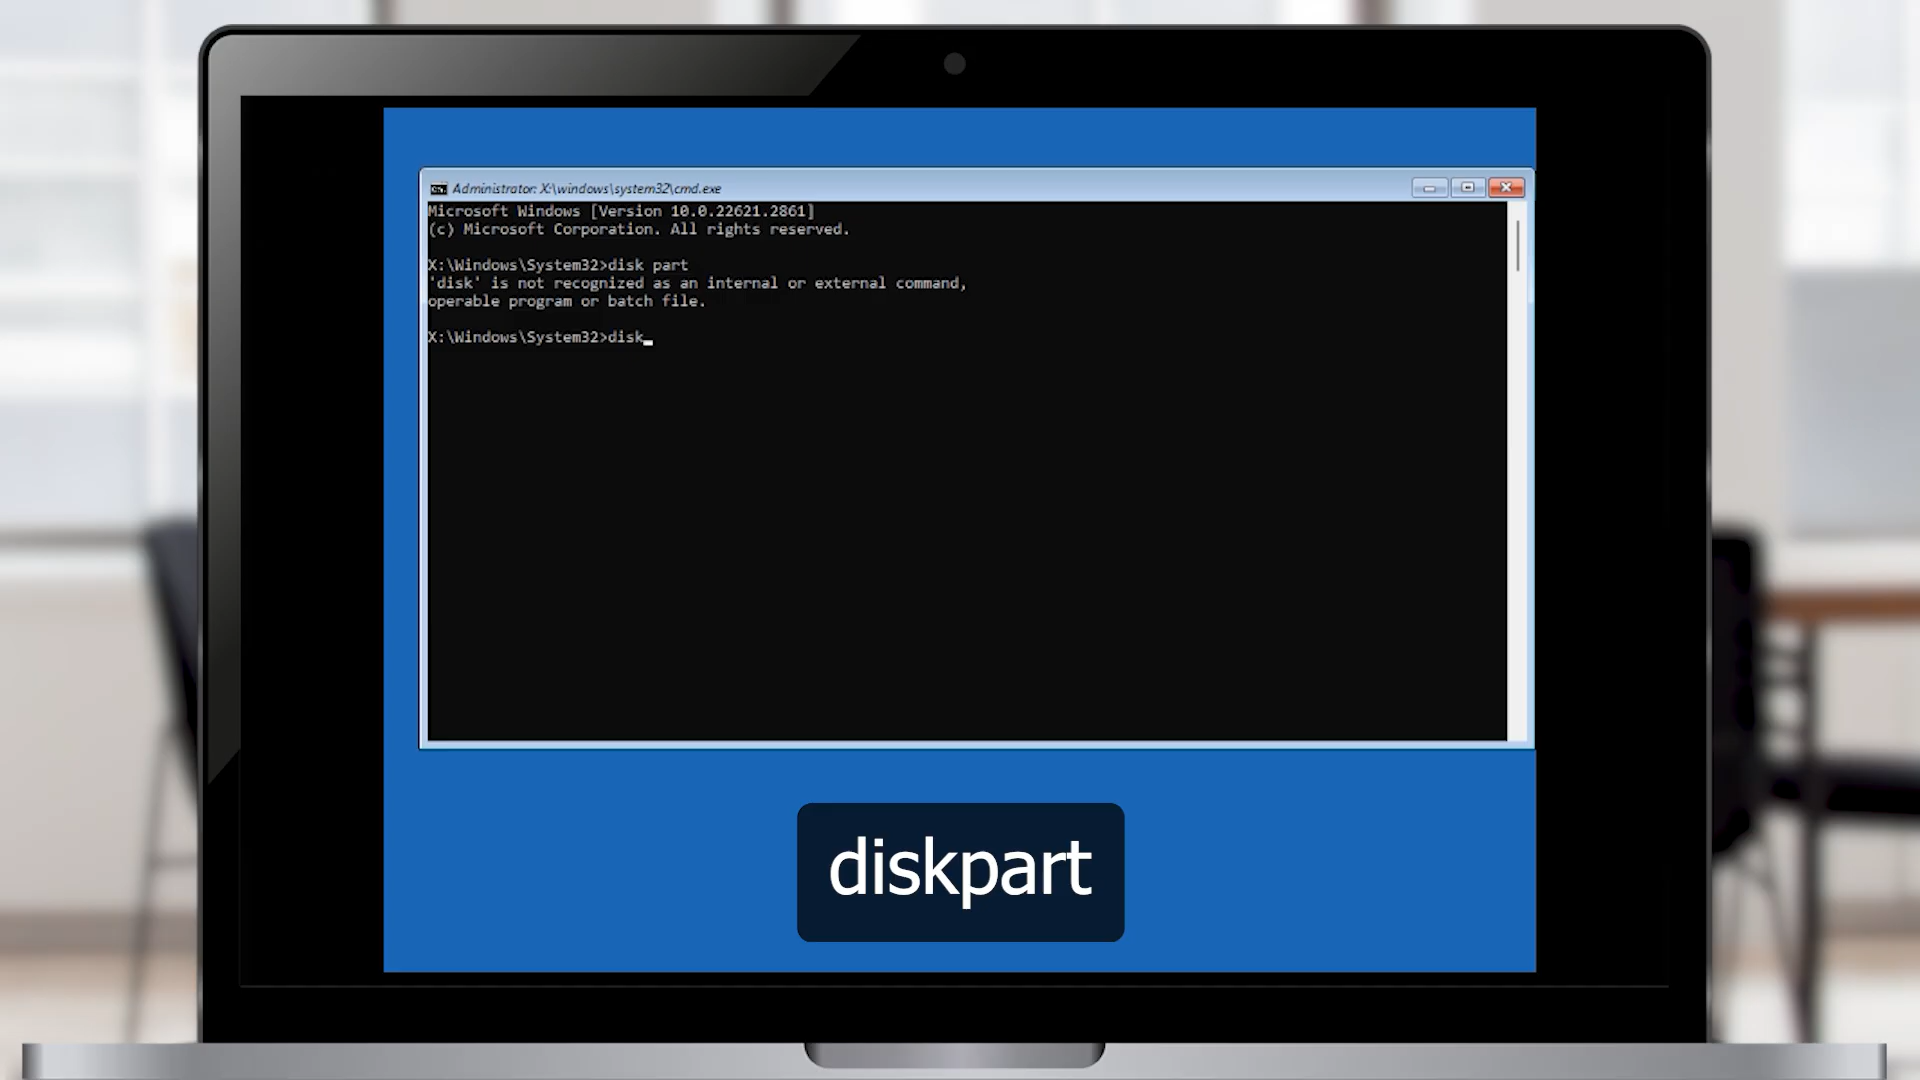 Administrator: X:\windows\system32\cmd.exe
Microsoft Windows [Version 10.0.22621.2861]
(c) Microsoft Corporation. All rights reserved.
X:\Windows\System32>disk part
'disk' is not recognized as an internal or external command,
operable program or batch file.
X:\Windows\System32>disk
diskpart